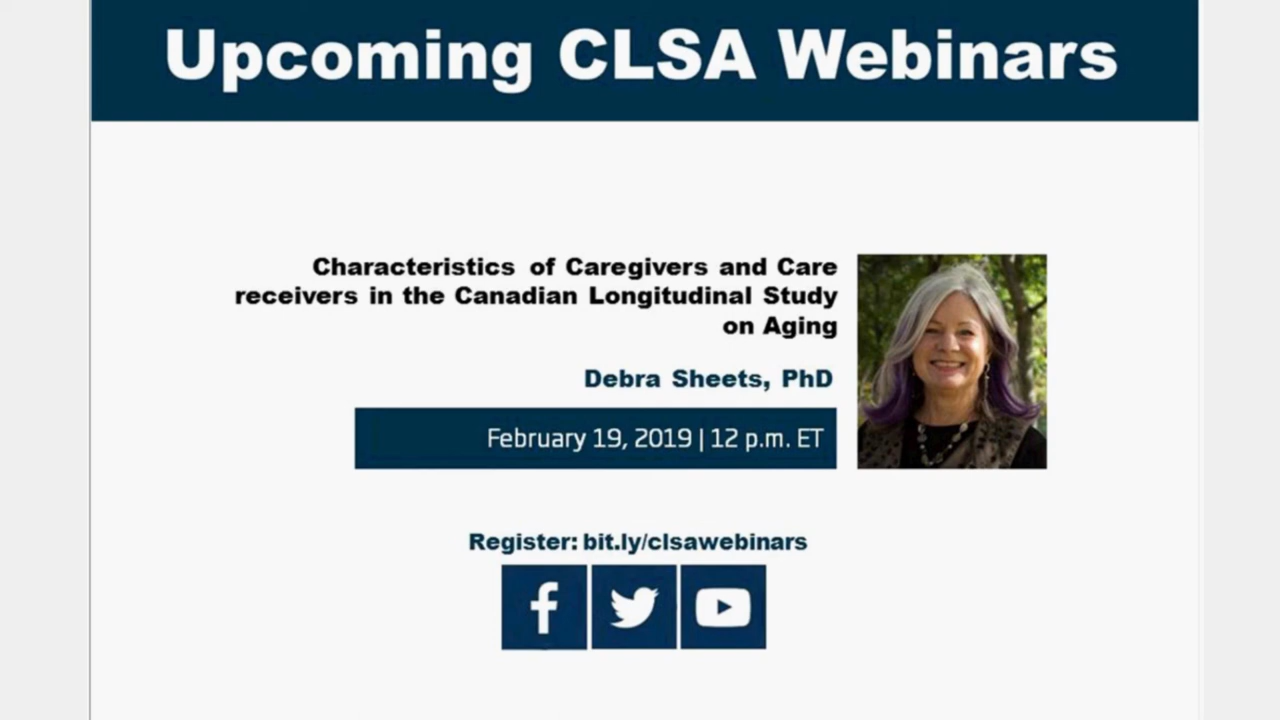 Upcoming CLSA Webinars
Characteristics of Caregivers and Care
receivers in the Canadian Longitudinal Study
on Aging
Debra Sheets, PhD
February 19, 2019 | 12 p.m. ET
Register: bit.ly/clsawebinars